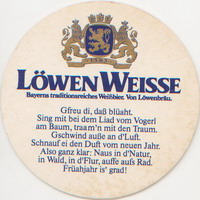 LÖWEN WEISSE
Bayerns traditionsreiches Weißbier. Von Löwenbräu.
Gfreu di, daß blüaht.
Sing mit bei dem Liad vom Vogerl
am Baum, traam'n mit den Traum.
Gschwind auße an d'Luft.
Schnauf ei den Duft vom neuen Jahr.
Also ganz klar: Naus in d'Natur,
in Wald, in d'Flur, auffe aufs Rad.
Früahjahr is' grad!